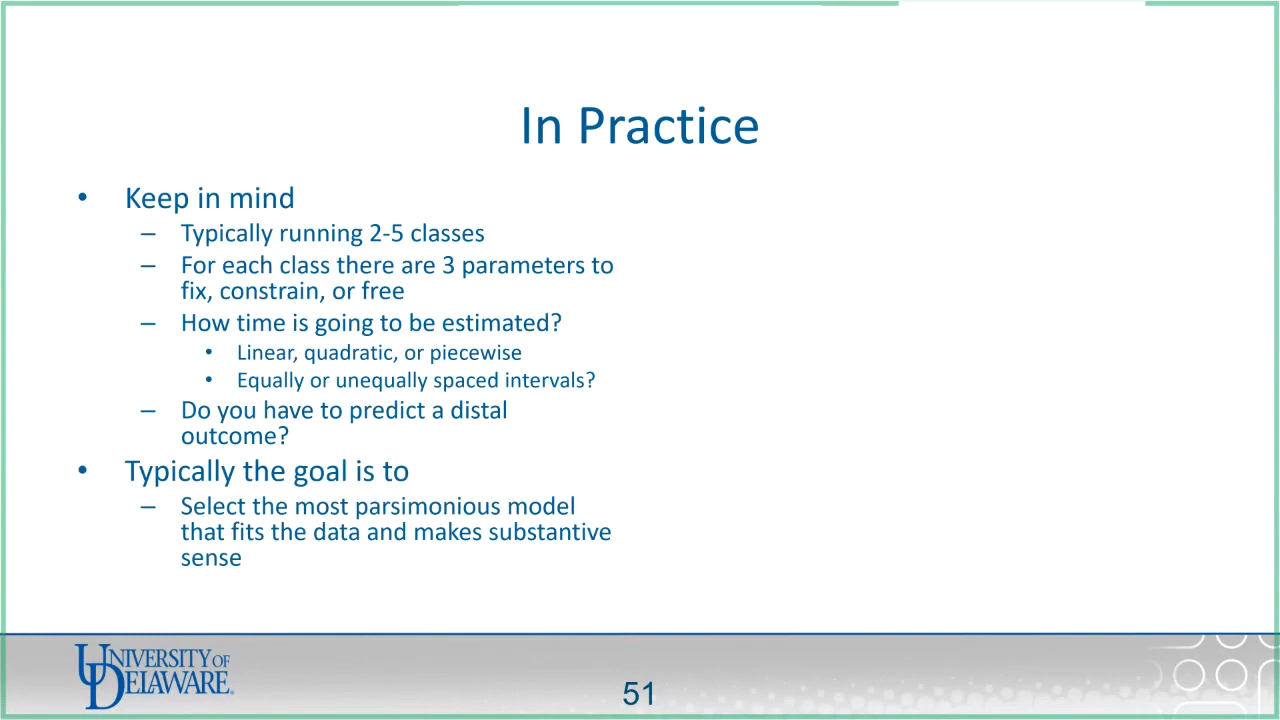 In Practice
• Keep in mind
– Typically running 2-5 classes
– For each class there are 3 parameters to
fix, constrain, or free
– How time is going to be estimated?
• Linear, quadratic, or piecewise
• Equally or unequally spaced intervals?
– Do you have to predict a distal
outcome?
• Typically the goal is to
– Select the most parsimonious model
that fits the data and makes substantive
sense
UNIVERSITY OF
DELAWARE.
51